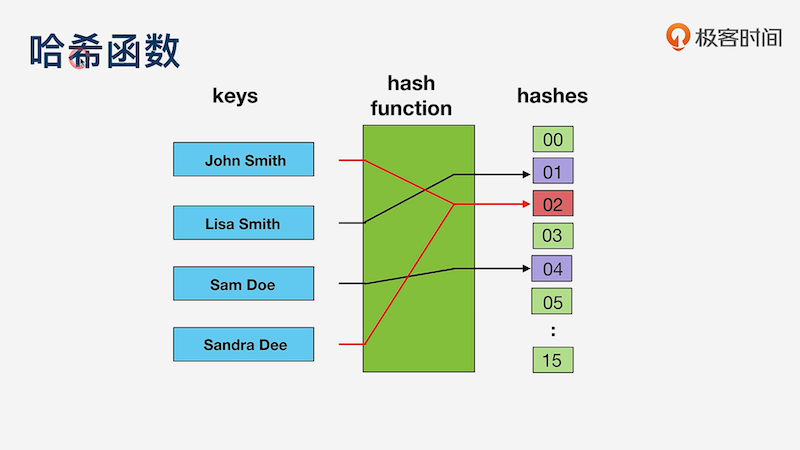 哈希函数
极客时间
keys
hash
function
hashes
John Smith
Lisa Smith
Sam Doe
Sandra Dee
00
01
02
03
04
05
:
15